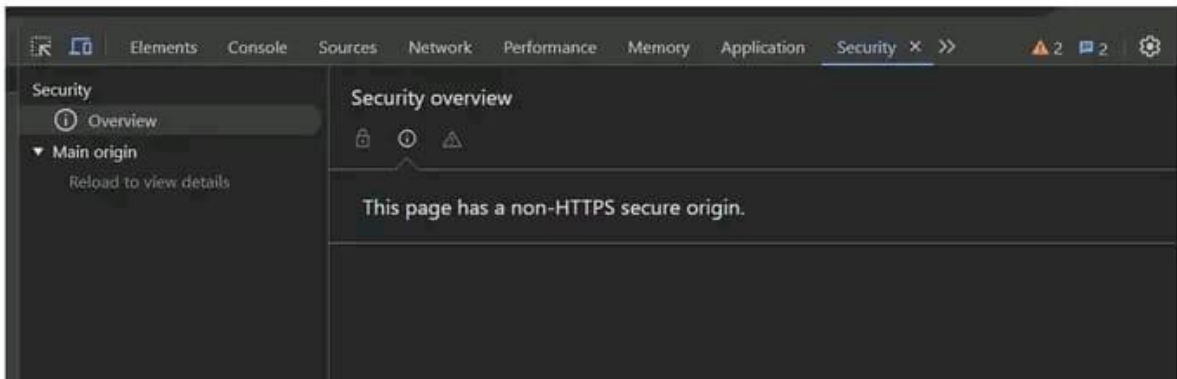 Elements Console Sources Network Performance Memory Application Security × >> 2 2
Security
Overview
Main origin
Reload to view details
Security overview
This page has a non-HTTPS secure origin.